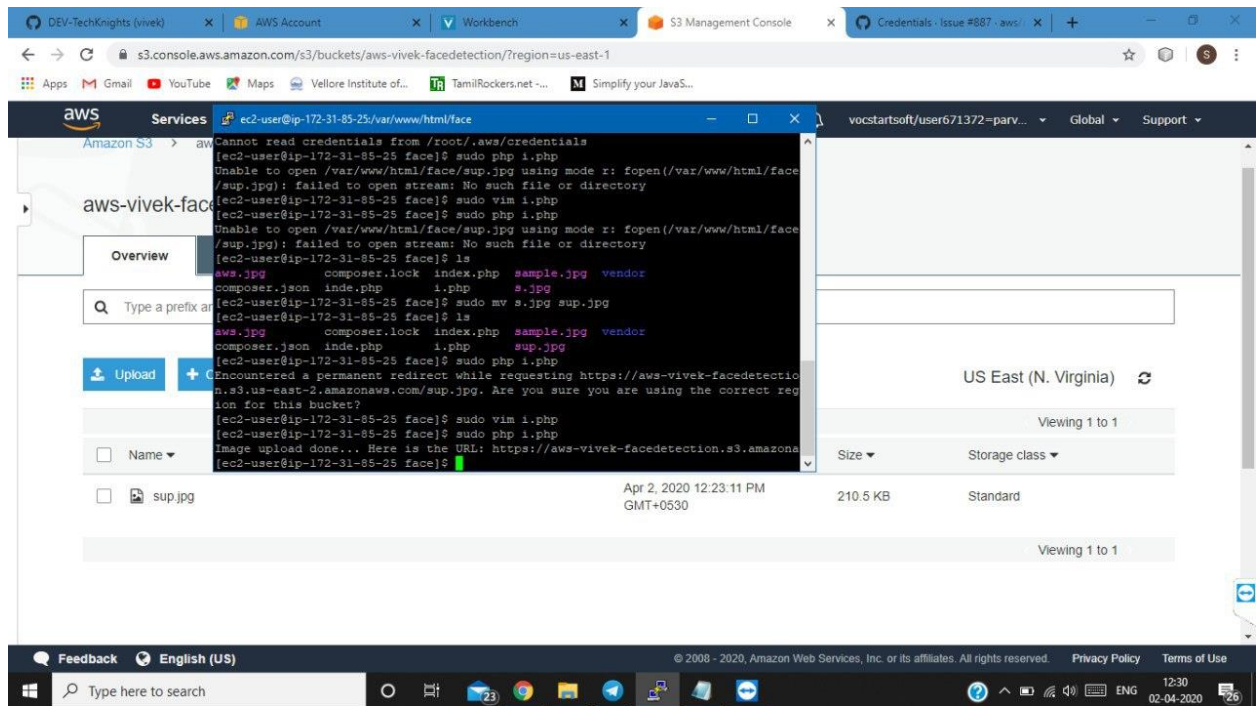 DEV-TechKnights (vivek)
AWS Account
Workbench
S3 Management Console
Credentials · Issue #887 · aws/
s3.console.aws.amazon.com/s3/buckets/aws-vivek-facedetection/?region=us-east-1
S
Apps
Gmail
YouTube
Maps
Vellore Institute of...
TamilRockers.net -...
Simplify your JavaS...
aws
Services
vocstartsoft/user671372=parv...
Global
Support
Amazon S3 > aw
aws-vivek-face
Overview
Type a prefix an
Upload
+ C
US East (N. Virginia)
Viewing 1 to 1
Name
Size
Storage class
sup.jpg
Apr 2, 2020 12:23:11 PM
GMT+0530
210.5 KB
Standard
Viewing 1 to 1
ec2-user@ip-172-31-85-25:/var/www/html/face
Cannot read credentials from /root/.aws/credentials
[ec2-user@ip-172-31-85-25 face]$ sudo php i.php
Unable to open /var/www/html/face/sup.jpg using mode r: fopen(/var/www/html/face
/sup.jpg): failed to open stream: No such file or directory
[ec2-user@ip-172-31-85-25 face]$ sudo vim i.php
[ec2-user@ip-172-31-85-25 face]$ sudo php i.php
Unable to open /var/www/html/face/sup.jpg using mode r: fopen(/var/www/html/face
/sup.jpg): failed to open stream: No such file or directory
[ec2-user@ip-172-31-85-25 face]$ ls
aws.jpg composer.lock index.php sample.jpg vendor
composer.json inde.php i.php s.jpg
[ec2-user@ip-172-31-85-25 face]$ sudo mv s.jpg sup.jpg
[ec2-user@ip-172-31-85-25 face]$ ls
aws.jpg composer.lock index.php sample.jpg vendor
composer.json inde.php i.php sup.jpg
[ec2-user@ip-172-31-85-25 face]$ sudo php i.php
Encountered a permanent redirect while requesting https://aws-vivek-facedetectio
n.s3.us-east-2.amazonaws.com/sup.jpg. Are you sure you are using the correct reg
ion for this bucket?
[ec2-user@ip-172-31-85-25 face]$ sudo vim i.php
[ec2-user@ip-172-31-85-25 face]$ sudo php i.php
Image upload done... Here is the URL: https://aws-vivek-facedetection.s3.amazona
[ec2-user@ip-172-31-85-25 face]$
Feedback
English (US)
© 2008 - 2020, Amazon Web Services, Inc. or its affiliates. All rights reserved.
Privacy Policy
Terms of Use
Type here to search
23
ENG
12:30
02-04-2020
26